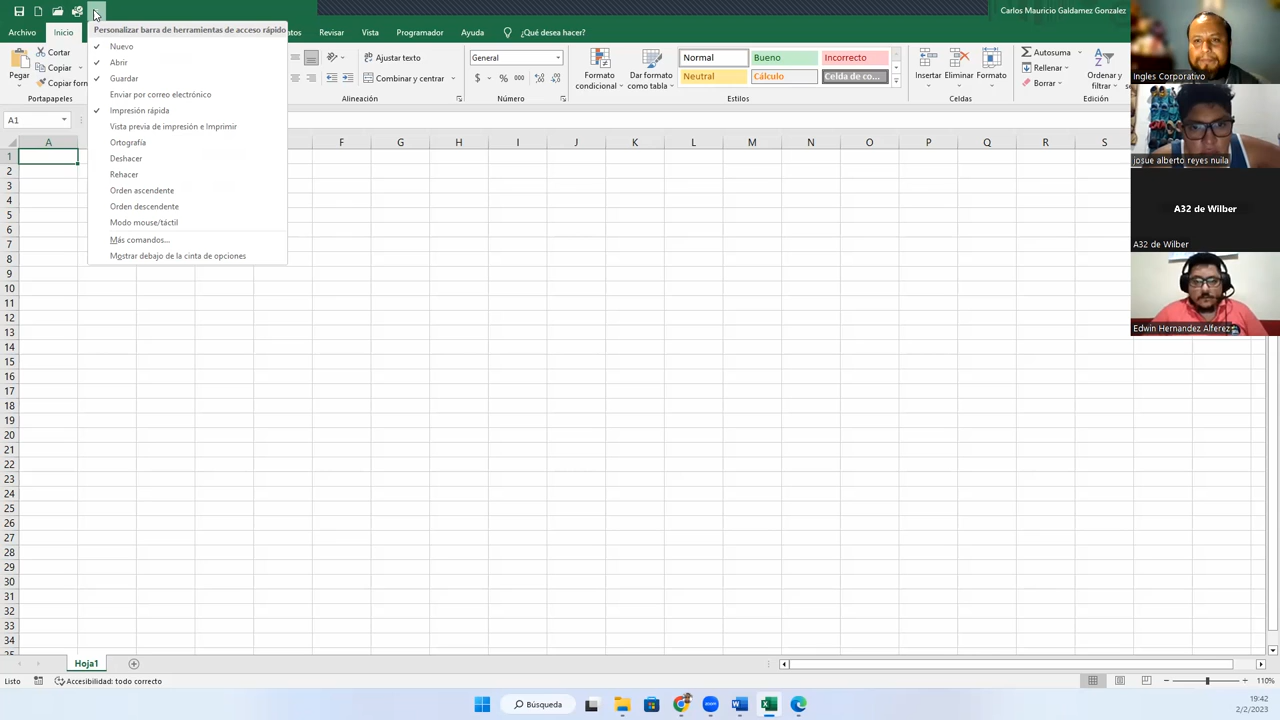 Carlos Mauricio Galdamez Gonzalez
Personalizar barra de herramientas de acceso rápido
Nuevo
Abrir
Guardar
Enviar por correo electrónico
Impresión rápida
Vista previa de impresión e Imprimir
Ortografía
Deshacer
Rehacer
Orden ascendente
Orden descendente
Modo mouse/táctil
Más comandos...
Mostrar debajo de la cinta de opciones
Archivo Inicio Revisar Vista Programador Ayuda ¿Qué desea hacer?
Pegar
Cortar
Copiar
Portapapeles
Ajustar texto
Combinar y centrar
Alineación
General
$ % 000
Número
Formato condicional
Dar formato como tabla
Normal Bueno Incorrecto
Neutral Cálculo Celda de co...
Estilos
Insertar Eliminar Formato
Celdas
Autosuma
Rellenar
Borrar
Ordenar y filtrar
Edición
A1
A F G H I J K L M N O P Q R S
1
2
3
4
5
6
7
8
9
10
11
12
13
14
15
16
17
18
19
20
21
22
23
24
25
26
27
28
29
30
31
32
33
34
Hoja1
Listo
Accesibilidad: todo correcto
110%
Búsqueda
19:42
2/2/2023
Ingles Corporativo
josue alberto reyes nuila
A32 de Wilber
A32 de Wilber
Edwin Hernandez Alferez